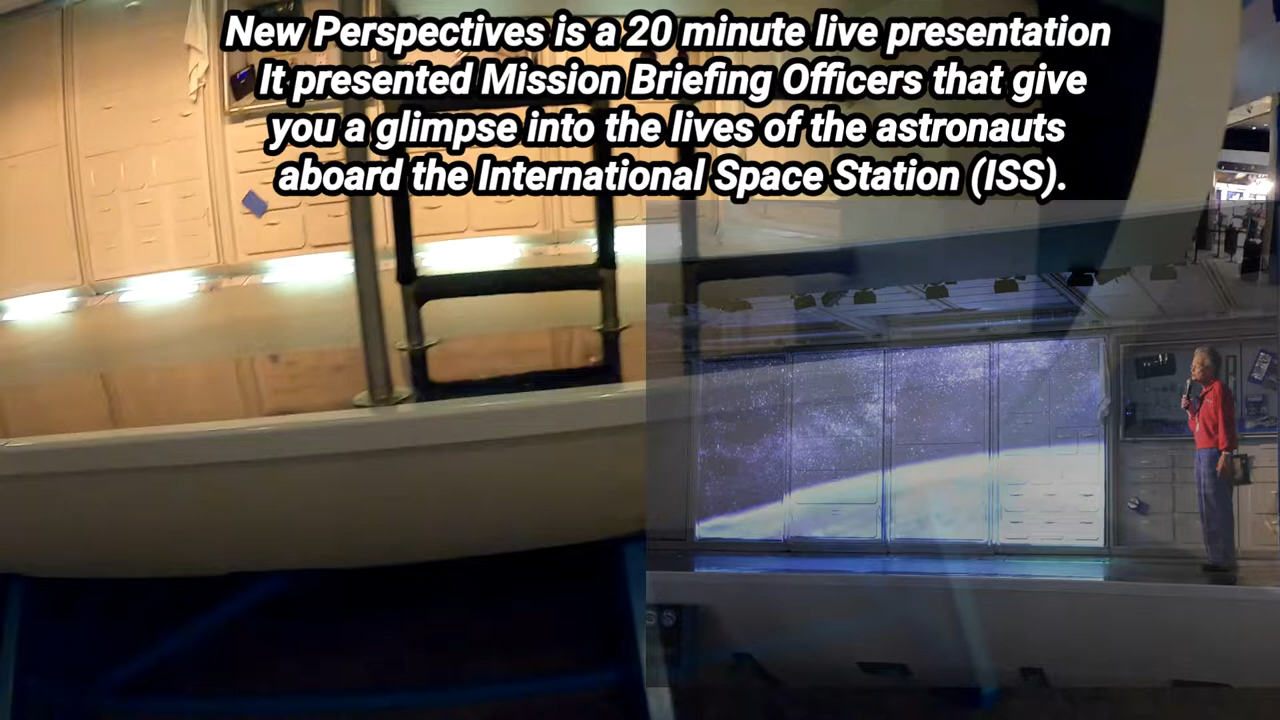 New Perspectives is a 20 minute live presentation
It presented Mission Briefing Officers that give
you a glimpse into the lives of the astronauts
aboard the International Space Station (ISS).